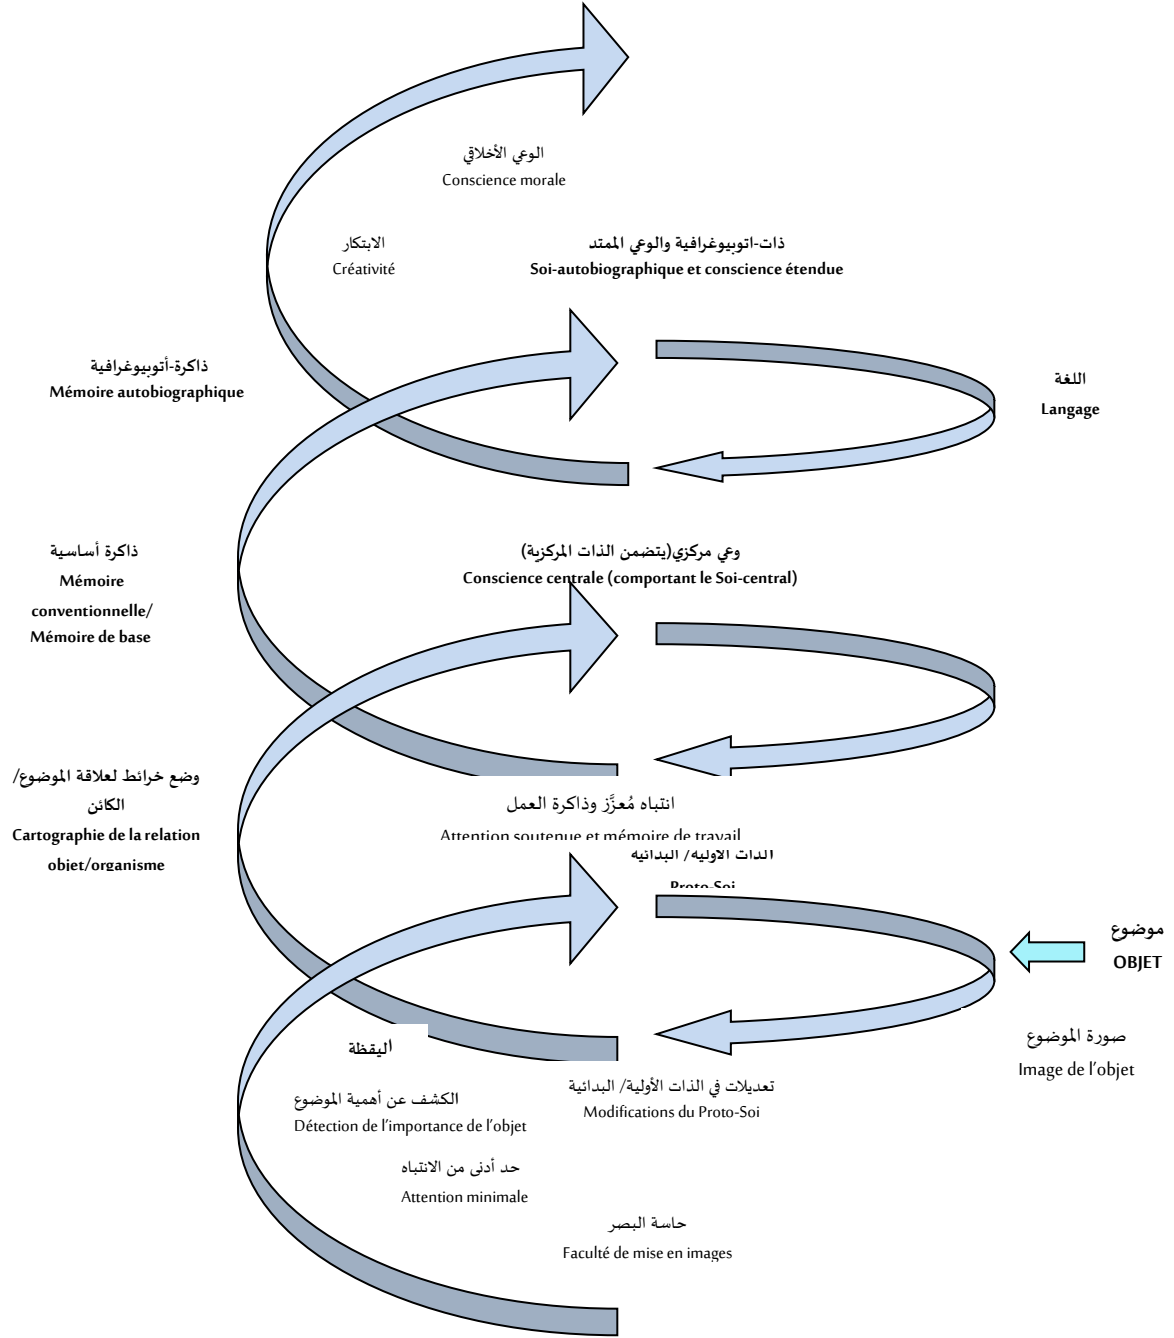 الوعي الأخلاقي
Conscience morale
الابتكار
Créativité
ذات-اتوبيوغرافية والوعي الممتد
Soi-autobiographique et conscience étendue
ذاكرة-أتوبيوغرافية
Mémoire autobiographique
اللغة
Langage
ذاكرة أساسية
Mémoire
conventionnelle/
Mémoire de base
وعي مركزي(يتضمن الذات المركزية)
Conscience centrale (comportant le Soi-central)
وضع خرائط لعلاقة الموضوع/
الكائن
Cartographie de la relation
objet/organisme
انتباه مُعزَّز وذاكرة العمل
Attention soutenue et mémoire de travail
الذات الأولية/ البدائية
Proto-Soi
موضوع
OBJET
صورة الموضوع
Image de l'objet
اليقظة
تعديلات في الذات الأولية/ البدائية
Modifications du Proto-Soi
الكشف عن أهمية الموضوع
Détection de l'importance de l'objet
حد أدنى من الانتباه
Attention minimale
حاسة البصر
Faculté de mise en images